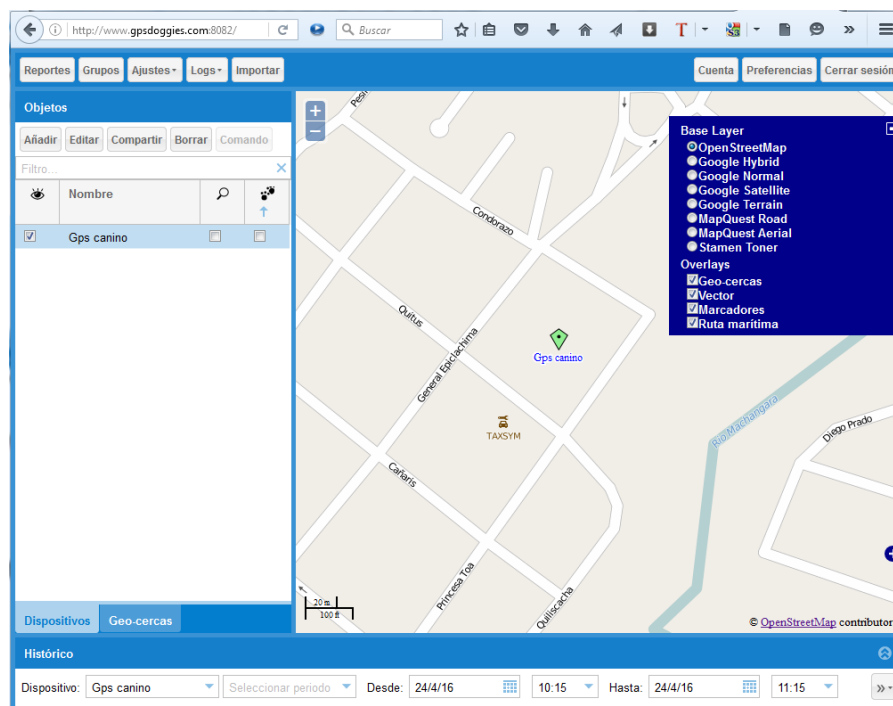 http://www.gpsdoggies.com:8082/
Buscar
Reportes Grupos Ajustes Logs Importar
Cuenta Preferencias Cerrar sesión
Objetos
Añadir Editar Compartir Borrar Comando
Filtro...
Nombre
Gps canino
Dispositivos Geo-cercas
+
−
Condorazo
Quitus
General Epiclachima
Gps canino
TAXSYM
Cañaris
Princesa Toa
Quiliscacha
Río Machangara
Diego Prado
20 m
100 ft
© OpenStreetMap contributor
Base Layer
OpenStreetMap
Google Hybrid
Google Normal
Google Satellite
Google Terrain
MapQuest Road
MapQuest Aerial
Stamen Toner
Overlays
Geo-cercas
Vector
Marcadores
Ruta marítima
Histórico
Dispositivo: Gps canino Seleccionar periodo Desde: 24/4/16 10:15 Hasta: 24/4/16 11:15